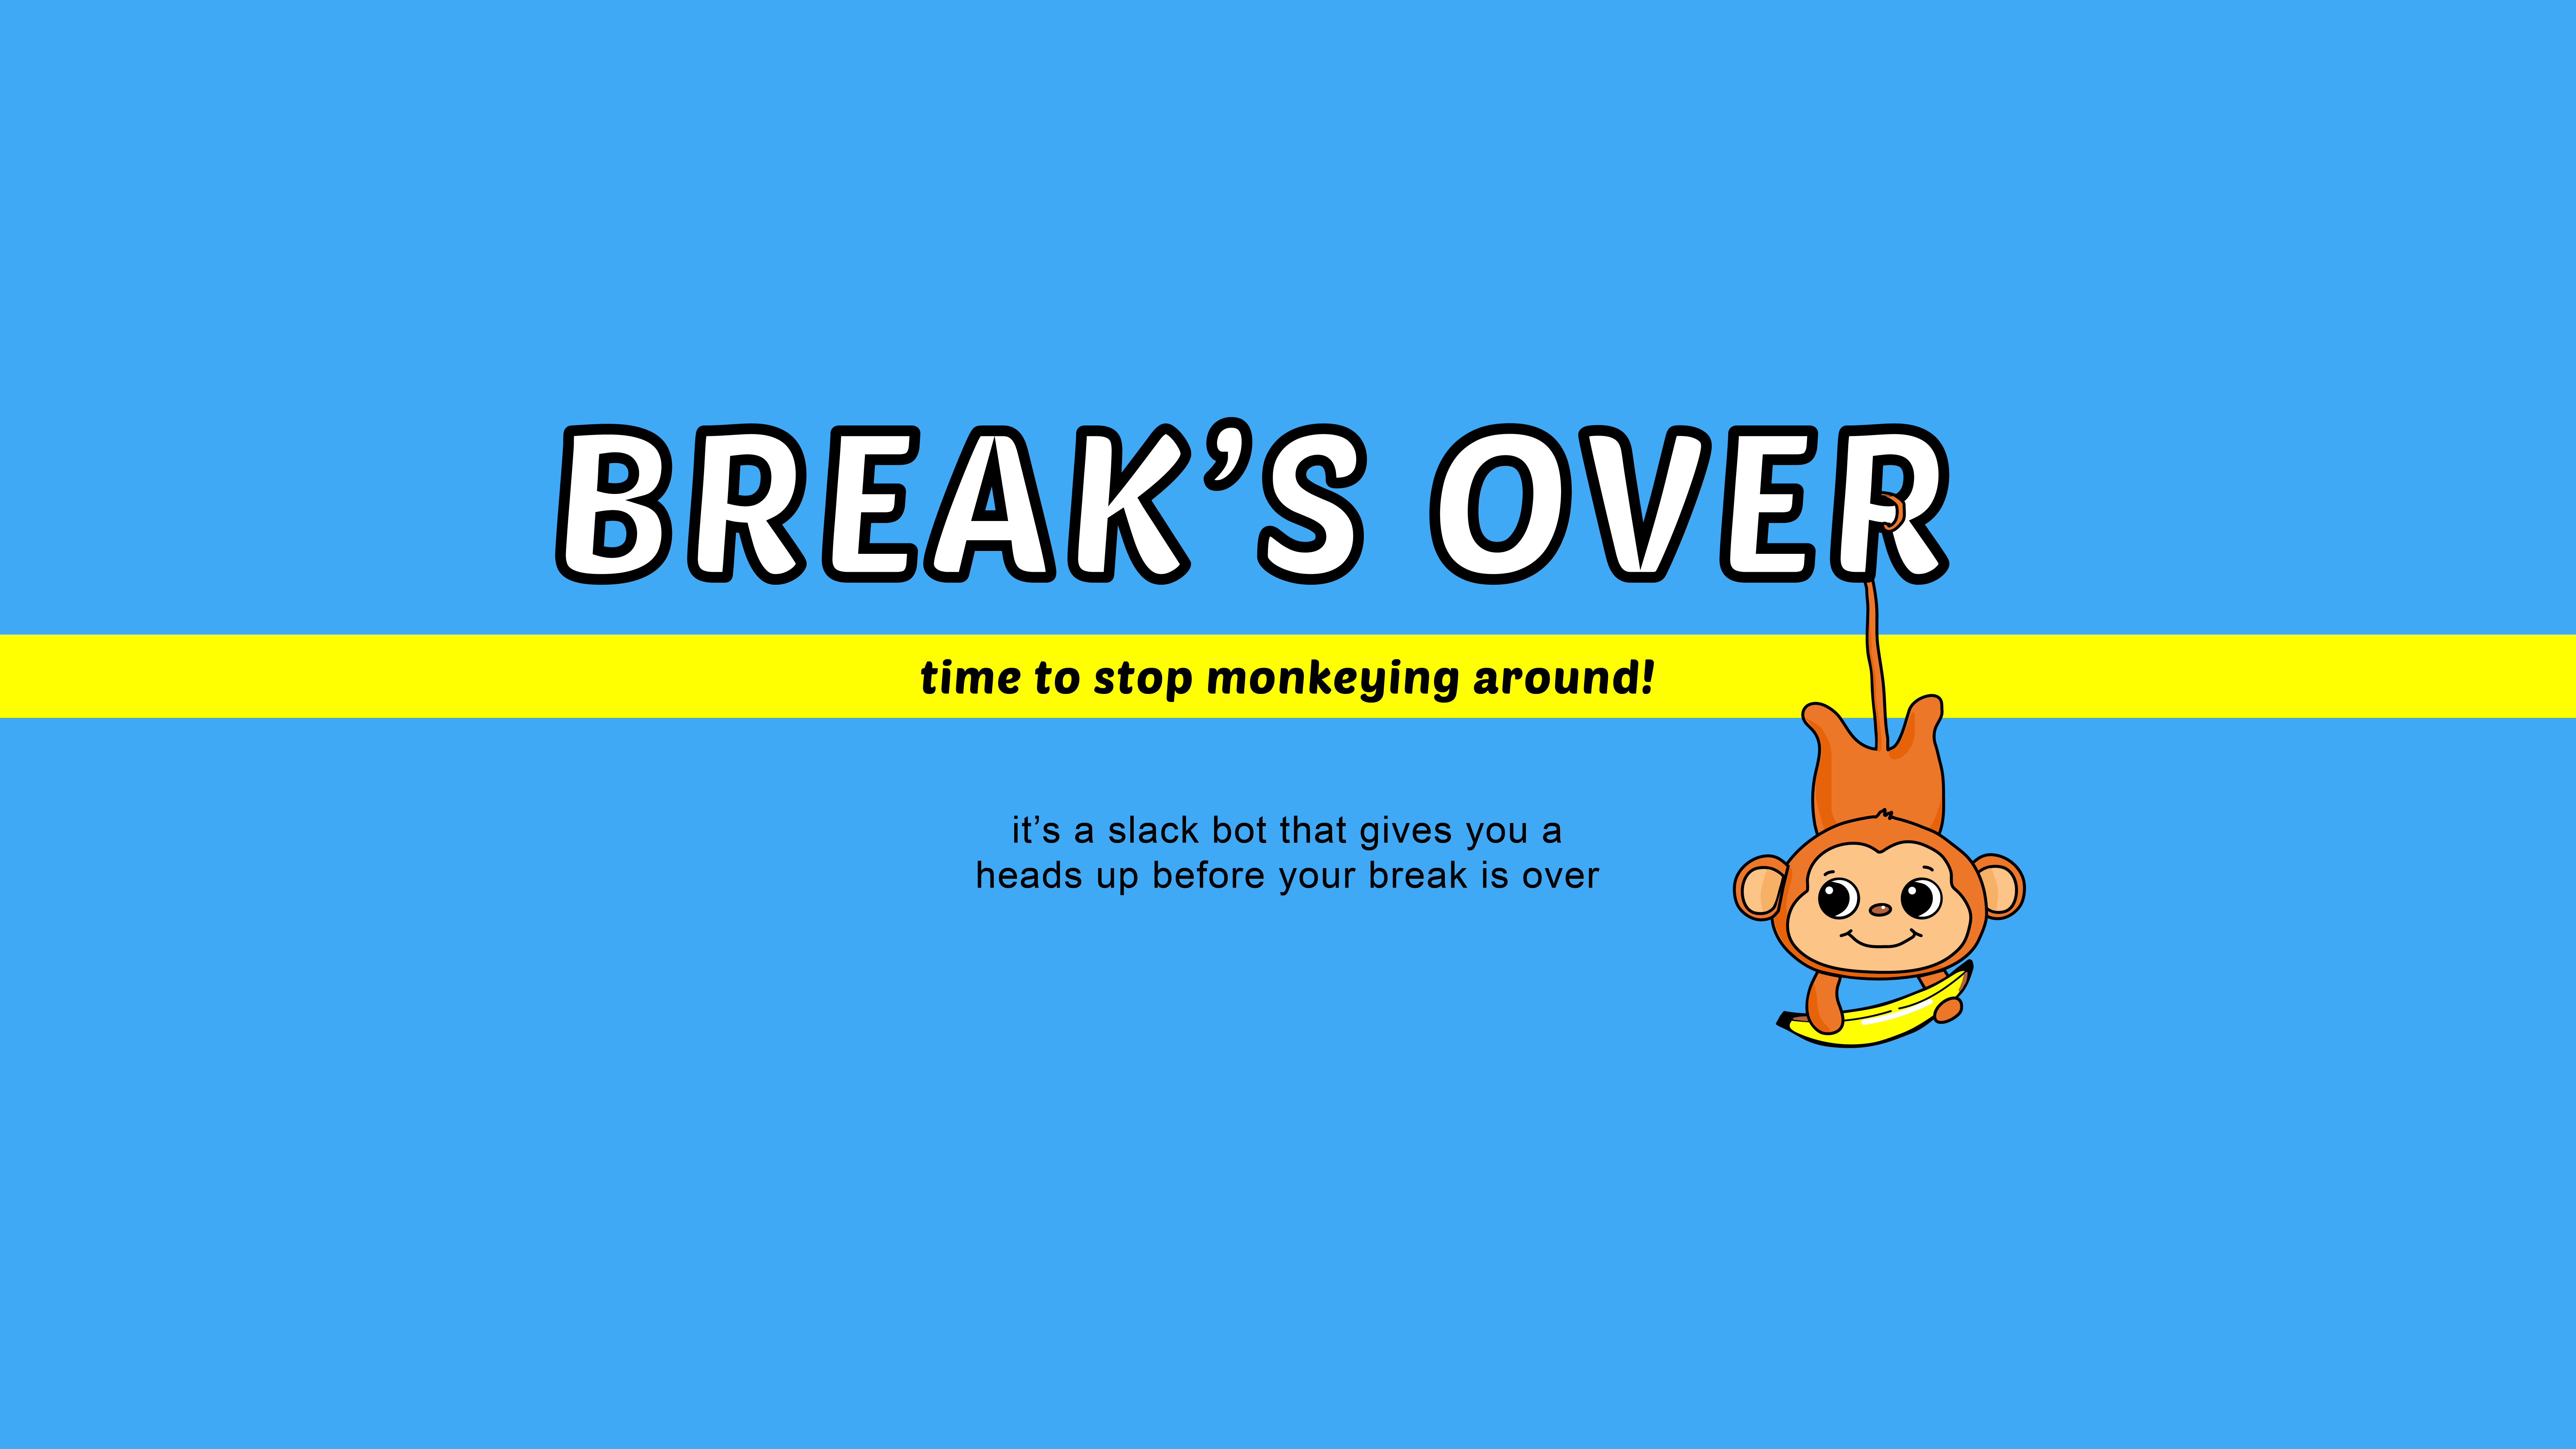 BREAK’S OVER
time to stop monkeying around!
it’s a slack bot that gives you a
heads up before your break is over